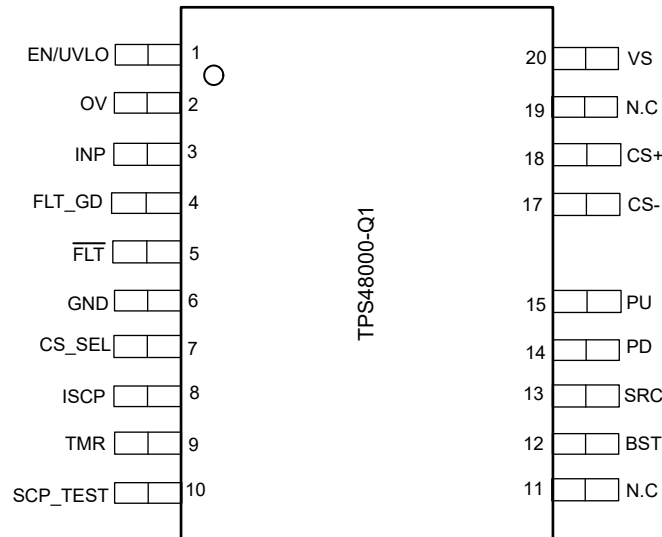 EN/UVLO 1
OV 2
INP 3
FLT_GD 4
FLT 5
GND 6
CS_SEL 7
ISCP 8
TMR 9
SCP_TEST 10
TPS48000-Q1
20 VS
19 N.C
18 CS+
17 CS-
15 PU
14 PD
13 SRC
12 BST
11 N.C